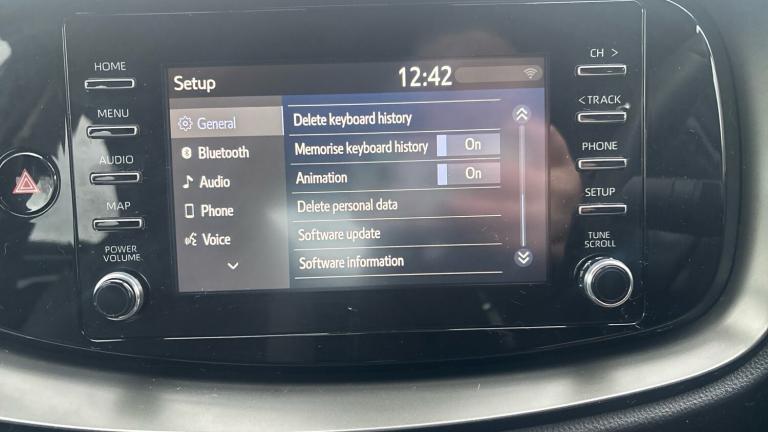 HOME
MENU
AUDIO
MAP
POWER
VOLUME
Setup
12:42
General
Bluetooth
Audio
Phone
Voice
Delete keyboard history
Memorise keyboard history On
Animation On
Delete personal data
Software update
Software information
CH >
< TRACK
PHONE
SETUP
TUNE
SCROLL